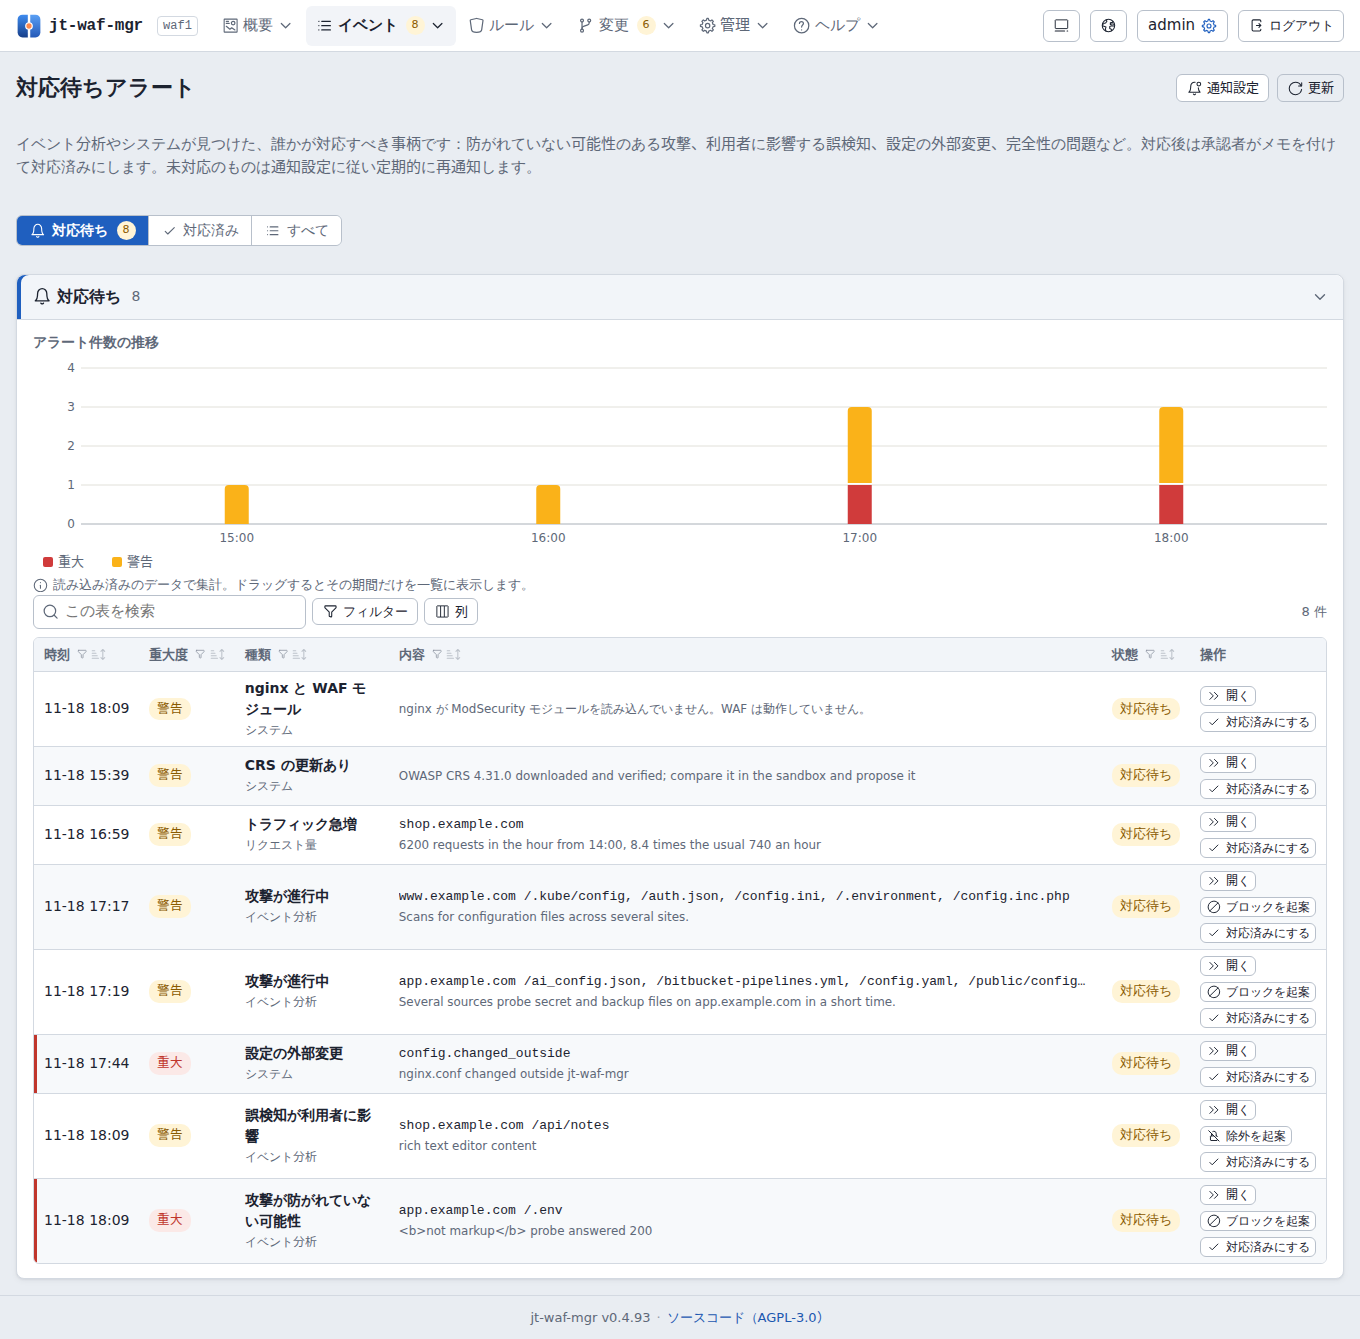 jt-waf-mgr waf1 概要 イベント 8 ルール 変更 6 管理 ヘルプ admin ログアウト
対応待ちアラート 通知設定 更新
イベント分析やシステムが見つけた、誰かが対応すべき事柄です：防がれていない可能性のある攻撃、利用者に影響する誤検知、設定の外部変更、完全性の問題など。対応後は承認者がメモを付け
て対応済みにします。未対応のものは通知設定に従い定期的に再通知します。
対応待ち 8 対応済み すべて
対応待ち 8
アラート件数の推移
4
3
2
1
0
15:00 16:00 17:00 18:00
重大 警告
読み込み済みのデータで集計。ドラッグするとその期間だけを一覧に表示します。
この表を検索 フィルター 列 8 件
時刻 重大度 種類 内容 状態 操作
11-18 18:09 警告 nginx と WAF モ
ジュール
システム
nginx が ModSecurity モジュールを読み込んでいません。WAF は動作していません。
対応待ち
開く
対応済みにする
11-18 15:39 警告 CRS の更新あり
システム
OWASP CRS 4.31.0 downloaded and verified; compare it in the sandbox and propose it
対応待ち
開く
対応済みにする
11-18 16:59 警告 トラフィック急増
リクエスト量
shop.example.com
6200 requests in the hour from 14:00, 8.4 times the usual 740 an hour
対応待ち
開く
対応済みにする
11-18 17:17 警告 攻撃が進行中
イベント分析
www.example.com /.kube/config, /auth.json, /config.ini, /.environment, /config.inc.php
Scans for configuration files across several sites.
対応待ち
開く
ブロックを起案
対応済みにする
11-18 17:19 警告 攻撃が進行中
イベント分析
app.example.com /ai_config.json, /bitbucket-pipelines.yml, /config.yaml, /public/config…
Several sources probe secret and backup files on app.example.com in a short time.
対応待ち
開く
ブロックを起案
対応済みにする
11-18 17:44 重大 設定の外部変更
システム
config.changed_outside
nginx.conf changed outside jt-waf-mgr
対応待ち
開く
対応済みにする
11-18 18:09 警告 誤検知が利用者に影
響
イベント分析
shop.example.com /api/notes
rich text editor content
対応待ち
開く
除外を起案
対応済みにする
11-18 18:09 重大 攻撃が防がれていな
い可能性
イベント分析
app.example.com /.env
<b>not markup</b> probe answered 200
対応待ち
開く
ブロックを起案
対応済みにする
jt-waf-mgr v0.4.93 · ソースコード（AGPL-3.0）